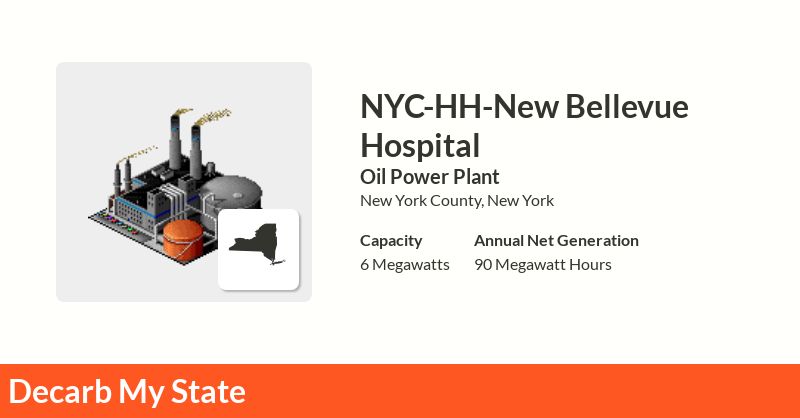 NYC-HH-New Bellevue
Hospital
Oil Power Plant
New York County, New York
Capacity
6 Megawatts
Annual Net Generation
90 Megawatt Hours
Decarb My State